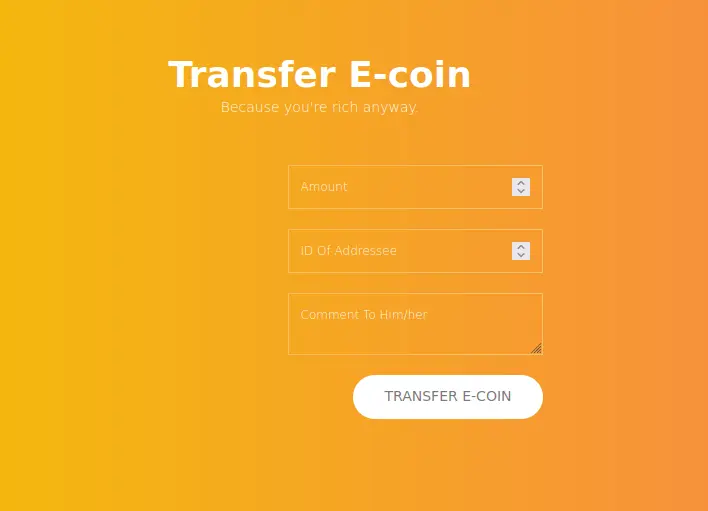 Transfer E-coin
Because you're rich anyway.
Amount
ID Of Addressee
Comment To Him/her
TRANSFER E-COIN